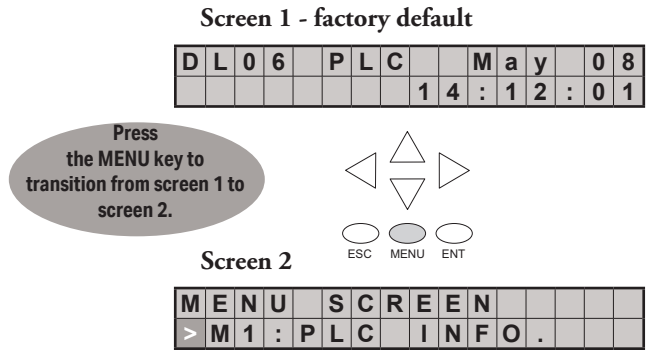 Screen 1 - factory default
DL06 PLC  May 08
14:12:01
Press
the MENU key to
transition from screen 1 to
screen 2.
ESC MENU ENT
Screen 2
MENU SCREEN
>M1:PLC INFO.